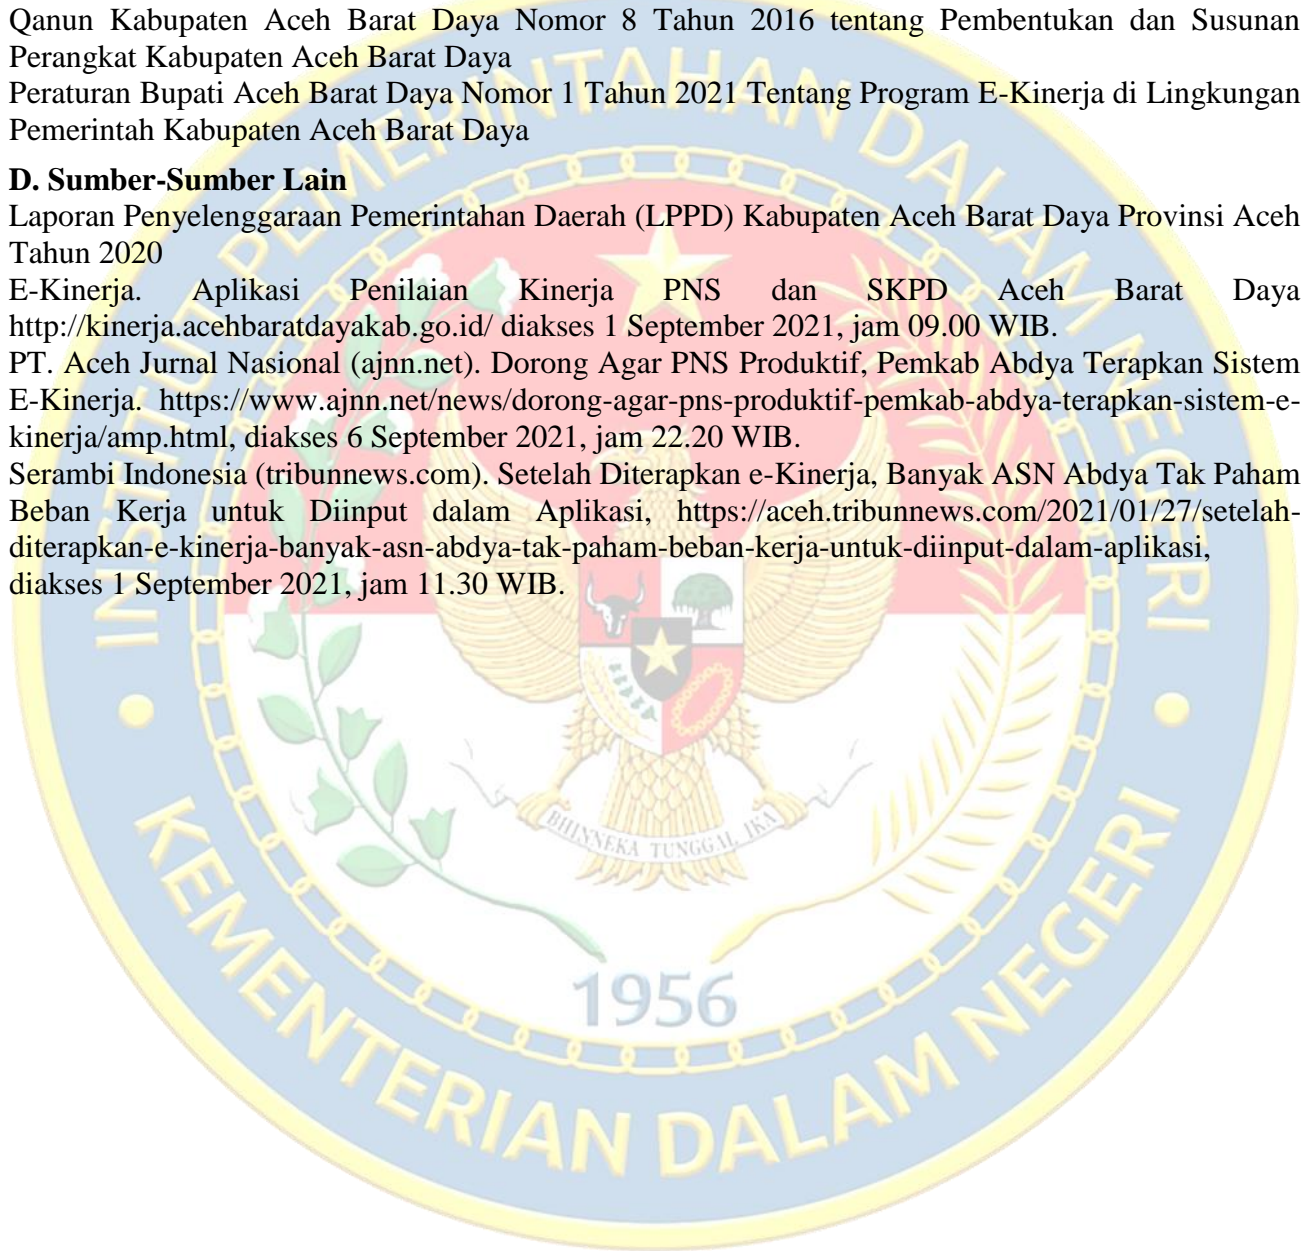 Qanun Kabupaten Aceh Barat Daya Nomor 8 Tahun 2016 tentang Pembentukan dan Susunan
Perangkat Kabupaten Aceh Barat Daya
Peraturan Bupati Aceh Barat Daya Nomor 1 Tahun 2021 Tentang Program E-Kinerja di Lingkungan
Pemerintah Kabupaten Aceh Barat Daya
D. Sumber-Sumber Lain
Laporan Penyelenggaraan Pemerintahan Daerah (LPPD) Kabupaten Aceh Barat Daya Provinsi Aceh
Tahun 2020
E-Kinerja. Aplikasi Penilaian Kinerja PNS dan SKPD Aceh Barat Daya
http://kinerja.acehbaratdayakab.go.id/ diakses 1 September 2021, jam 09.00 WIB.
PT. Aceh Jurnal Nasional (ajnn.net). Dorong Agar PNS Produktif, Pemkab Abdya Terapkan Sistem
E-Kinerja. https://www.ajnn.net/news/dorong-agar-pns-produktif-pemkab-abdya-terapkan-sistem-e-
kinerja/amp.html, diakses 6 September 2021, jam 22.20 WIB.
Serambi Indonesia (tribunnews.com). Setelah Diterapkan e-Kinerja, Banyak ASN Abdya Tak Paham
Beban Kerja untuk Diinput dalam Aplikasi, https://aceh.tribunnews.com/2021/01/27/setelah-
diterapkan-e-kinerja-banyak-asn-abdya-tak-paham-beban-kerja-untuk-diinput-dalam-aplikasi,
diakses 1 September 2021, jam 11.30 WIB.
INSTITUT PEMERINTAHAN DALAM NEGERI
BHINNEKA TUNGGAL IKA
1956
KEMENTERIAN DALAM NEGERI